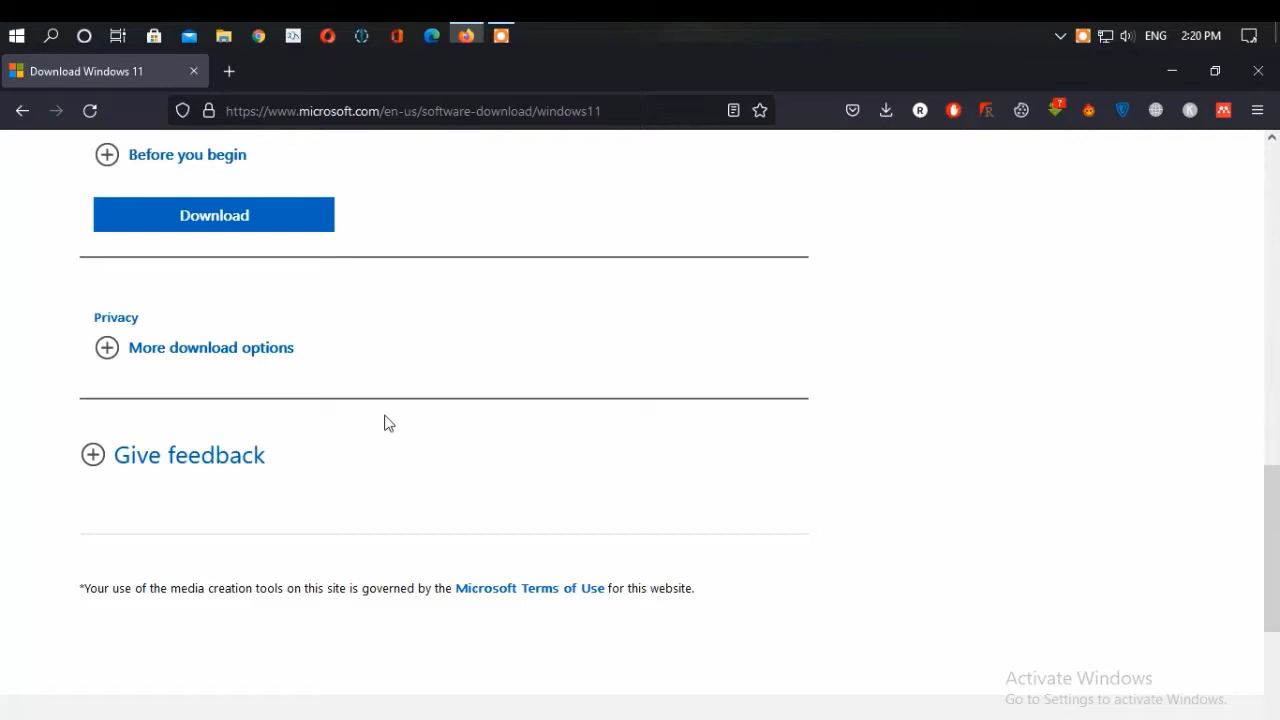 ENG 2:20 PM
Download Windows 11
https://www.microsoft.com/en-us/software-download/windows11
Before you begin
Download
Privacy
More download options
Give feedback
*Your use of the media creation tools on this site is governed by the Microsoft Terms of Use for this website.
Activate Windows
Go to Settings to activate Windows.